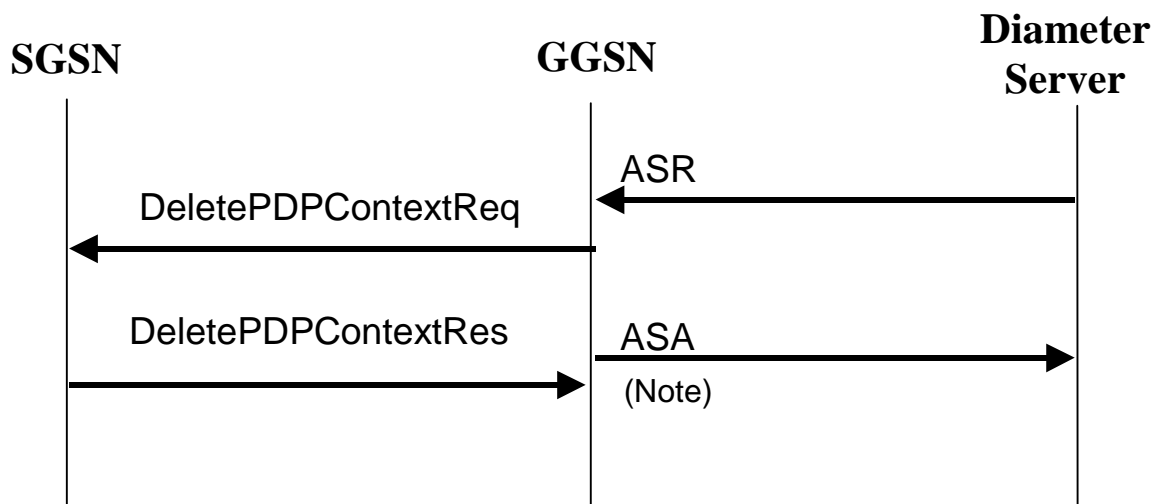 SGSN
GGSN
Diameter
Server
ASR
DeletePDPContextReq
DeletePDPContextRes
ASA
(Note)